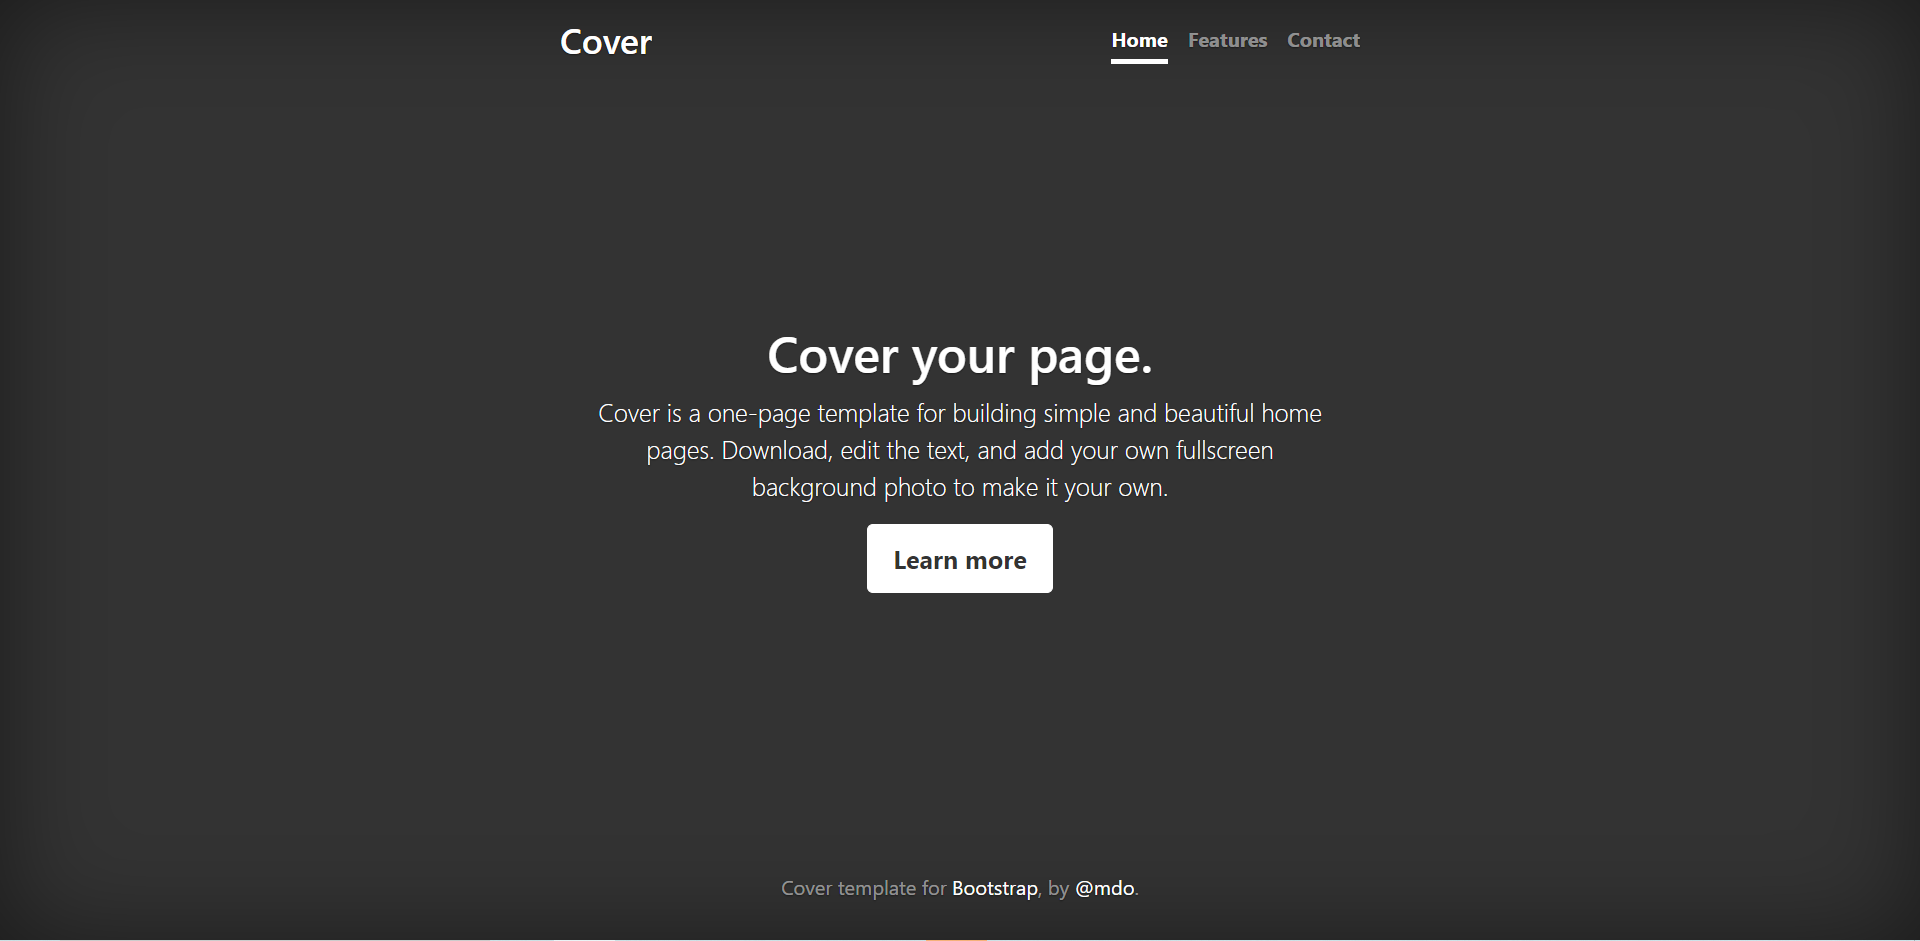 Cover
Home Features Contact
Cover your page.
Cover is a one-page template for building simple and beautiful home
pages. Download, edit the text, and add your own fullscreen
background photo to make it your own.
Learn more
Cover template for Bootstrap, by @mdo.